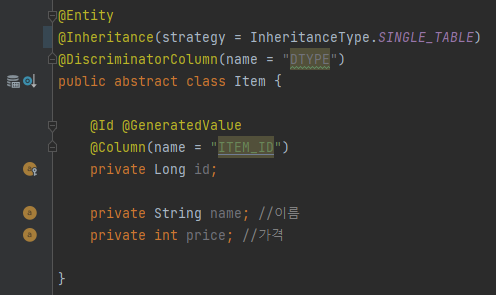 @Entity
@Inheritance(strategy = InheritanceType.SINGLE_TABLE)
@DiscriminatorColumn(name = "DTYPE")
public abstract class Item {
@Id @GeneratedValue
@Column(name = "ITEM_ID")
private Long id;
private String name; //이름
private int price; //가격
}